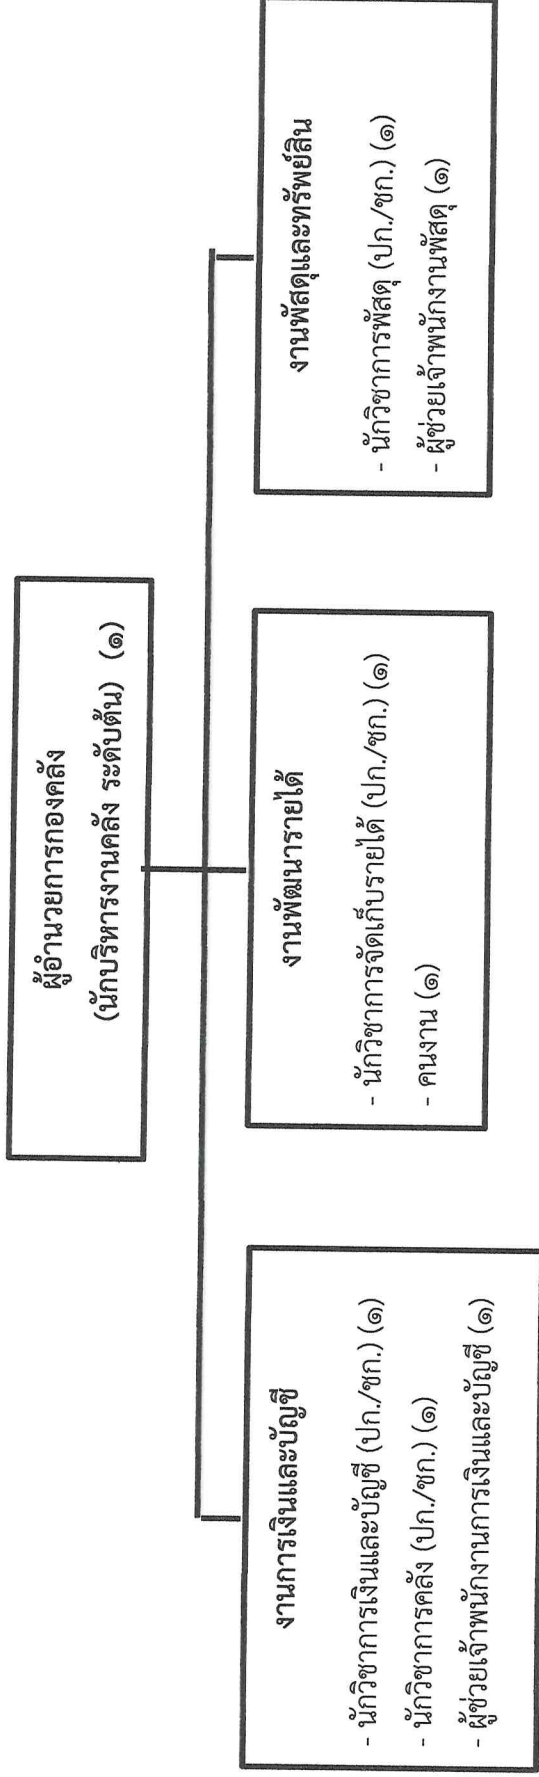 ผู้อำนวยการกองคลัง
(นักบริหารงานคลัง ระดับต้น) (๑)
งานการเงินและบัญชี
- นักวิชาการเงินและบัญชี (ปก./ชก.) (๑)
- นักวิชาการคลัง (ปก./ชก.) (๑)
- ผู้ช่วยเจ้าพนักงานการเงินและบัญชี (๑)
งานพัฒนารายได้
- นักวิชาการจัดเก็บรายได้ (ปก./ชก.) (๑)
- คนงาน (๑)
งานพัสดุและทรัพย์สิน
- นักวิชาการพัสดุ (ปก./ชก.) (๑)
- ผู้ช่วยเจ้าพนักงานพัสดุ (๑)